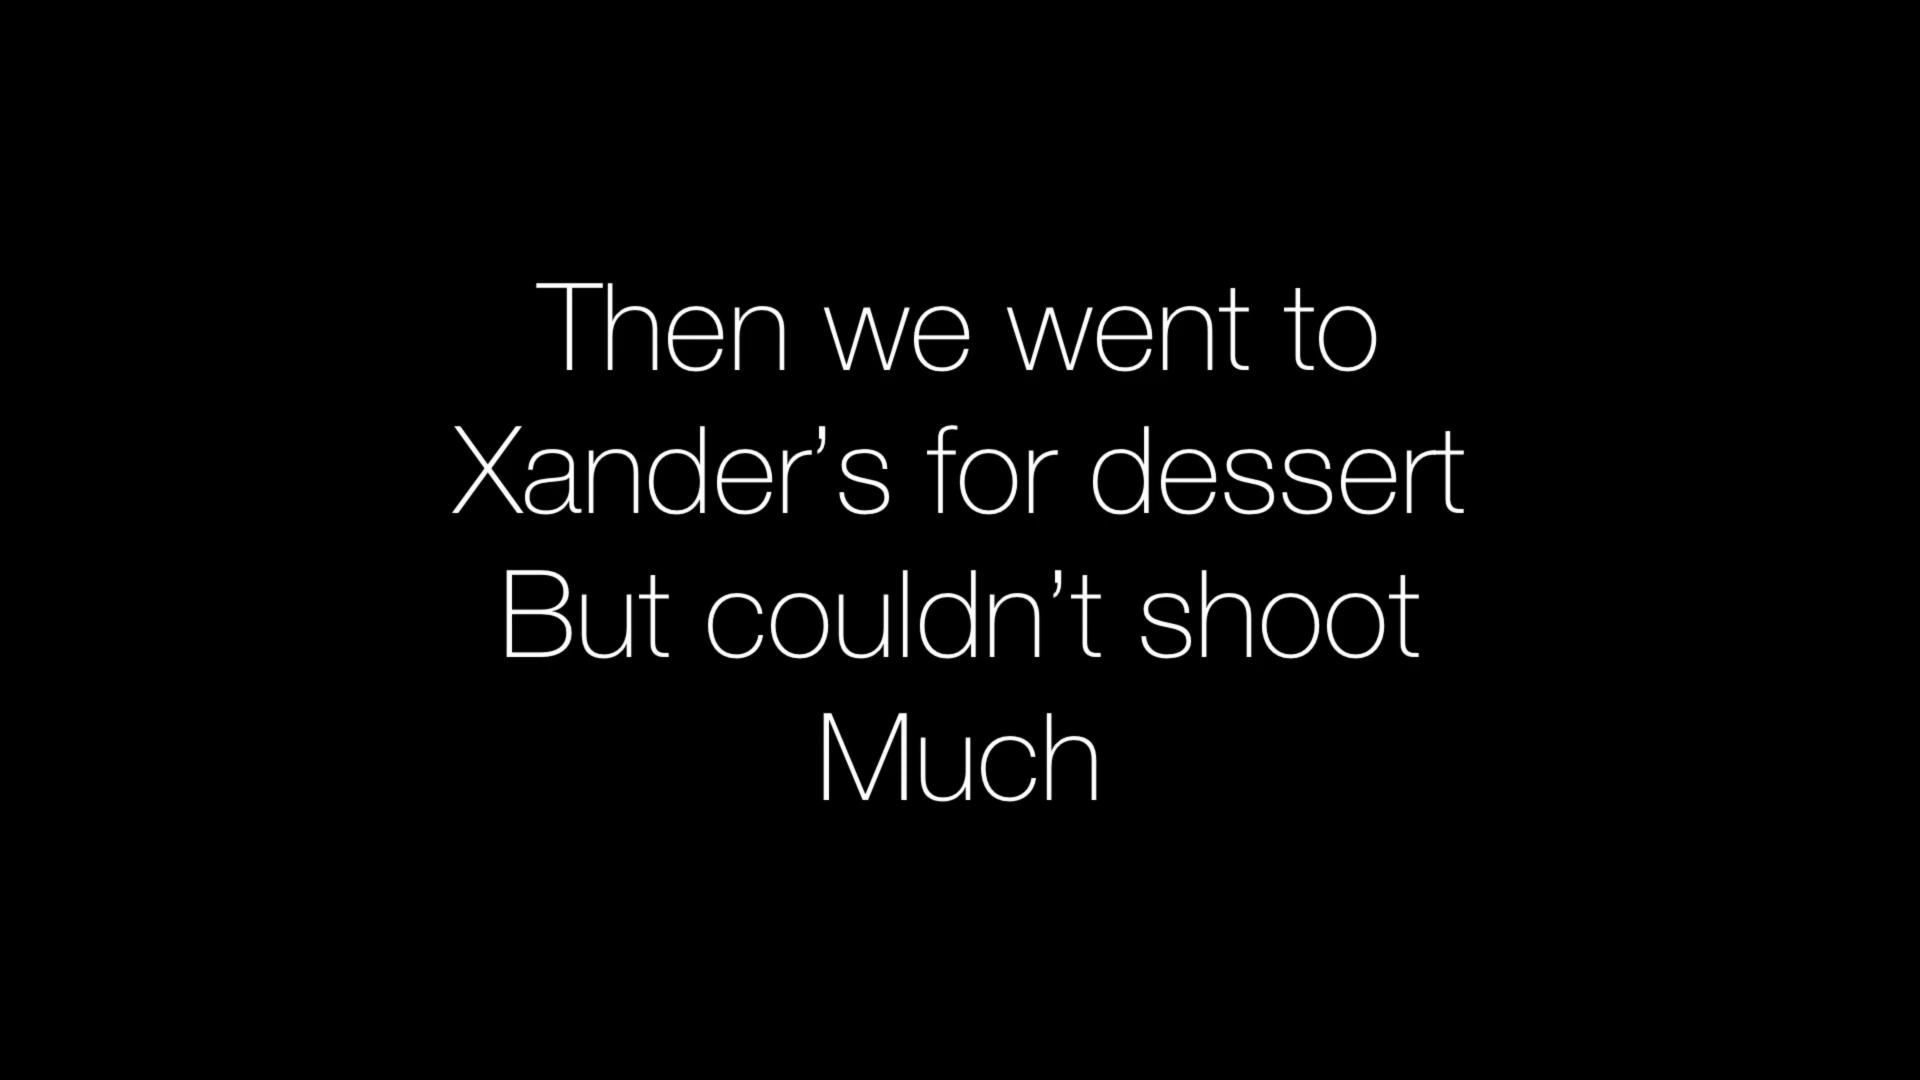 Then we went to
Xander’s for dessert
But couldn’t shoot
Much